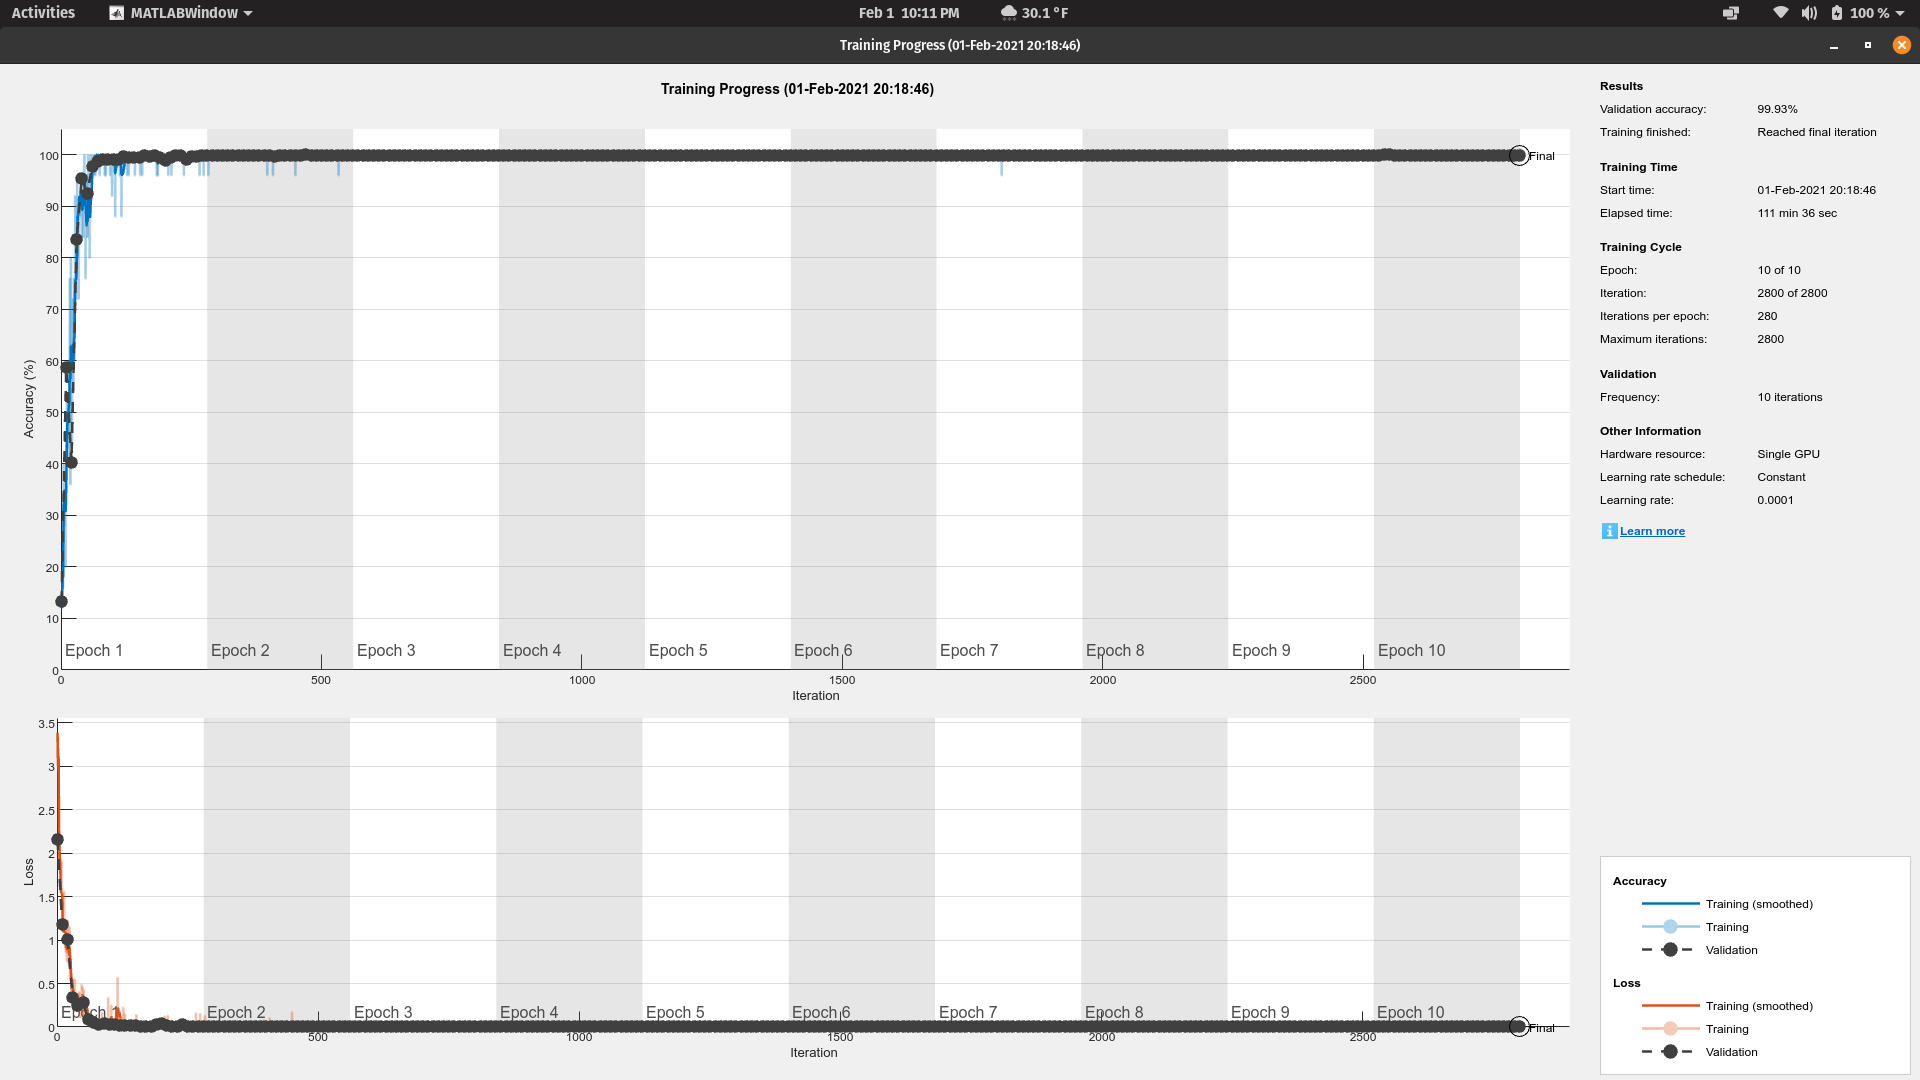 Activities MATLABWindow Feb 1 10:11 PM 30.1 °F 100 %
Training Progress (01-Feb-2021 20:18:46)
Training Progress (01-Feb-2021 20:18:46)
100
90
80
70
60
50
40
30
20
10
0
Accuracy (%)
Final
Epoch 1 Epoch 2 Epoch 3 Epoch 4 Epoch 5 Epoch 6 Epoch 7 Epoch 8 Epoch 9 Epoch 10
0 500 1000 1500 2000 2500
Iteration
3.5
3
2.5
2
1.5
1
0.5
0
Loss
Epoch 1 Epoch 2 Epoch 3 Epoch 4 Epoch 5 Epoch 6 Epoch 7 Epoch 8 Epoch 9 Epoch 10
Final
0 500 1000 1500 2000 2500
Iteration
Results
Validation accuracy: 99.93%
Training finished: Reached final iteration
Training Time
Start time: 01-Feb-2021 20:18:46
Elapsed time: 111 min 36 sec
Training Cycle
Epoch: 10 of 10
Iteration: 2800 of 2800
Iterations per epoch: 280
Maximum iterations: 2800
Validation
Frequency: 10 iterations
Other Information
Hardware resource: Single GPU
Learning rate schedule: Constant
Learning rate: 0.0001
i Learn more
Accuracy
Training (smoothed)
Training
Validation
Loss
Training (smoothed)
Training
Validation